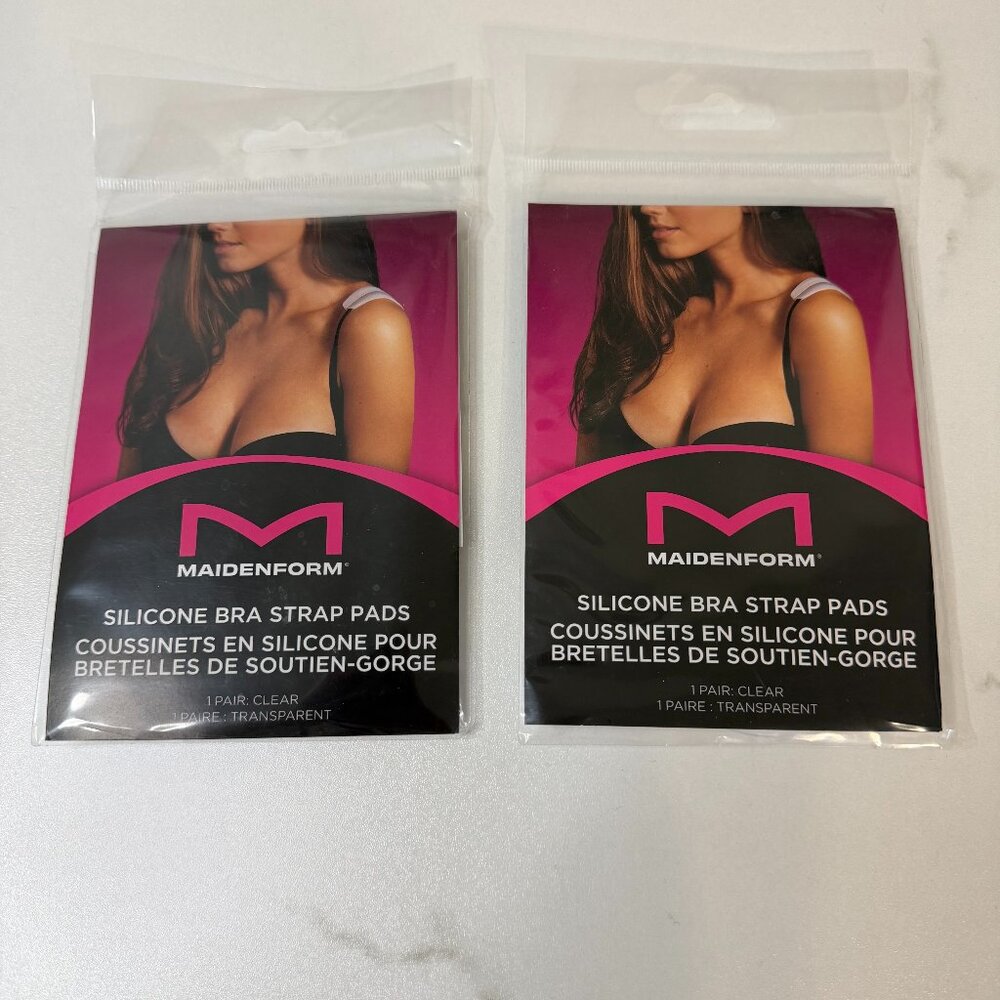 MAIDENFORM®
SILICONE BRA STRAP PADS
COUSSINETS EN SILICONE POUR
BRETELLES DE SOUTIEN-GORGE
1 PAIR: CLEAR
1 PAIRE : TRANSPARENT
MAIDENFORM®
SILICONE BRA STRAP PADS
COUSSINETS EN SILICONE POUR
BRETELLES DE SOUTIEN-GORGE
1 PAIR: CLEAR
1 PAIRE : TRANSPARENT